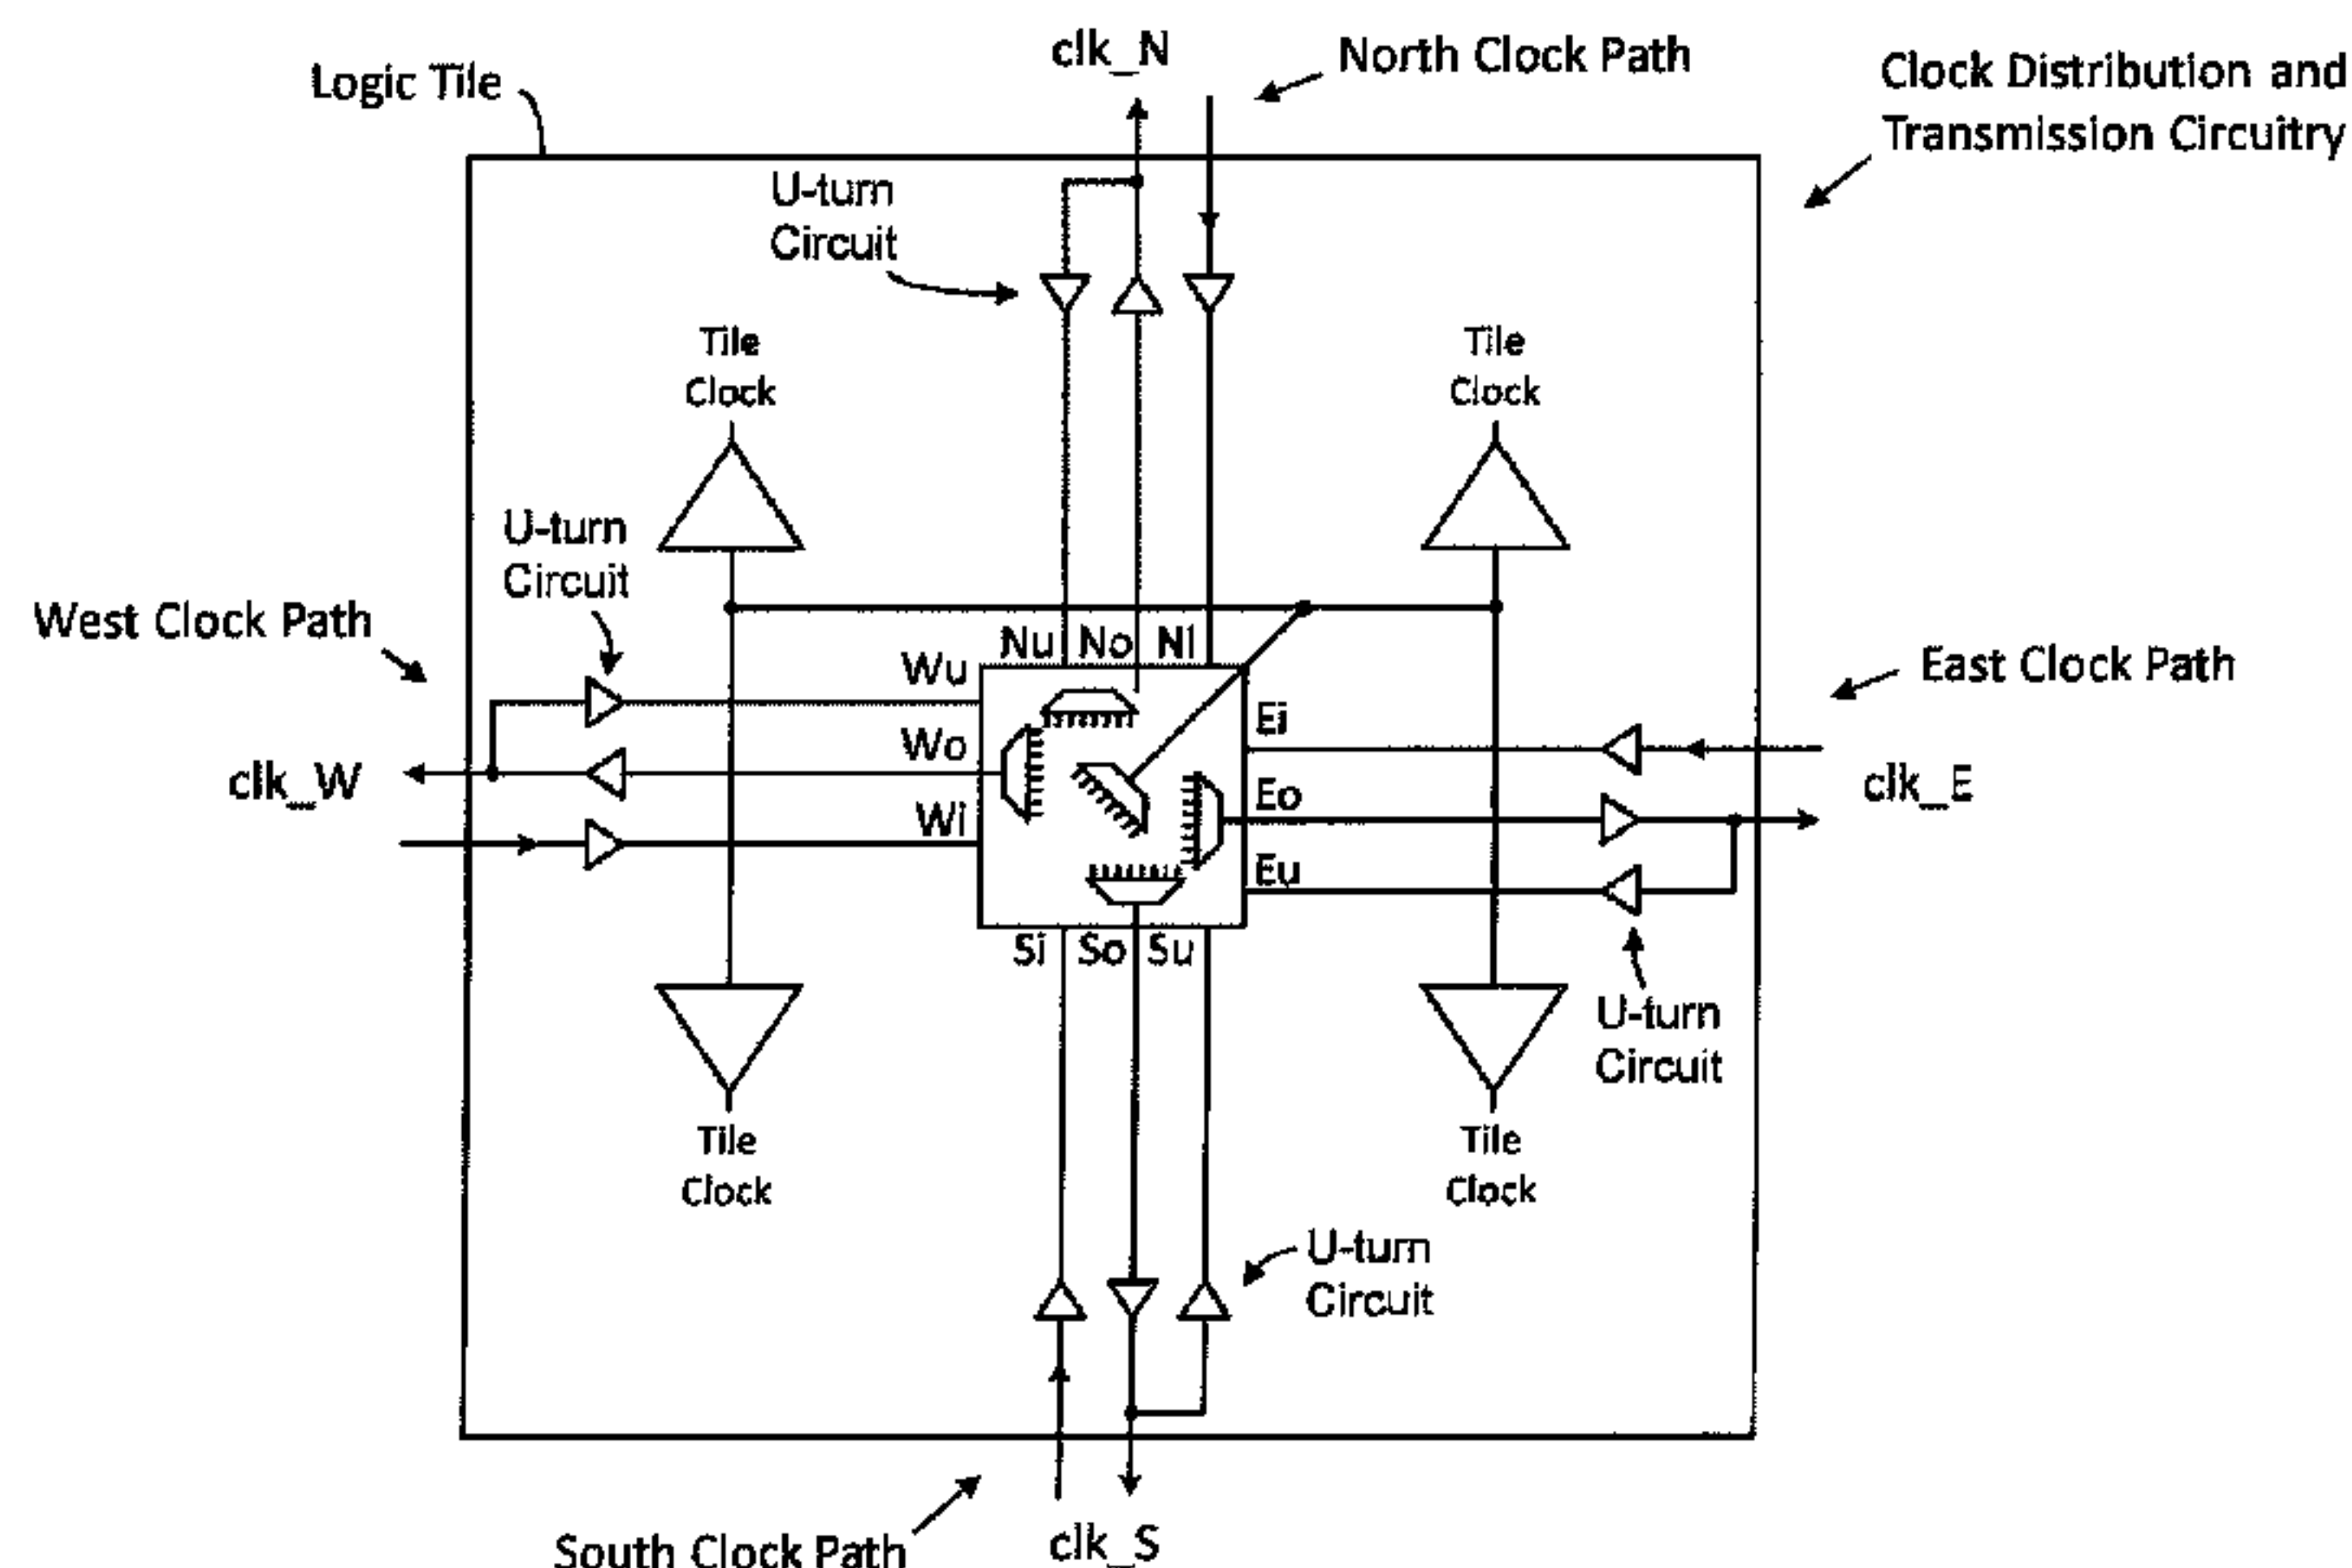 clk_N
North Clock Path
Logic Tile
Clock Distribution and
Transmission Circuitry
U-turn
Circuit
Tile
Clock
Tile
Clock
U-turn
Circuit
West Clock Path
Nu No Ni
Wu
East Clock Path
Ei
Wo
clk_W
clk_E
Eo
Wi
Eu
Si So Su
U-turn
Circuit
Tile
Clock
Tile
Clock
U-turn
Circuit
South Clock Path
clk_S